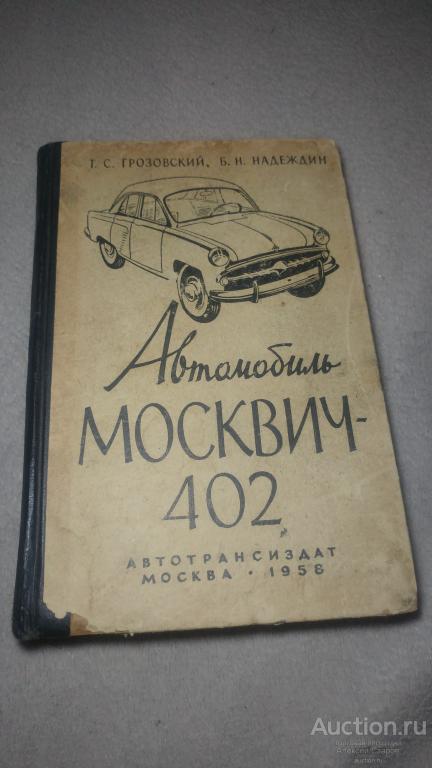 Т. С. ГРОЗОВСКИЙ, Б. Н. НАДЕЖДИН
Автомобиль
МОСКВИЧ-
402
АВТОТРАНСИЗДАТ
МОСКВА • 1958
Auction.ru